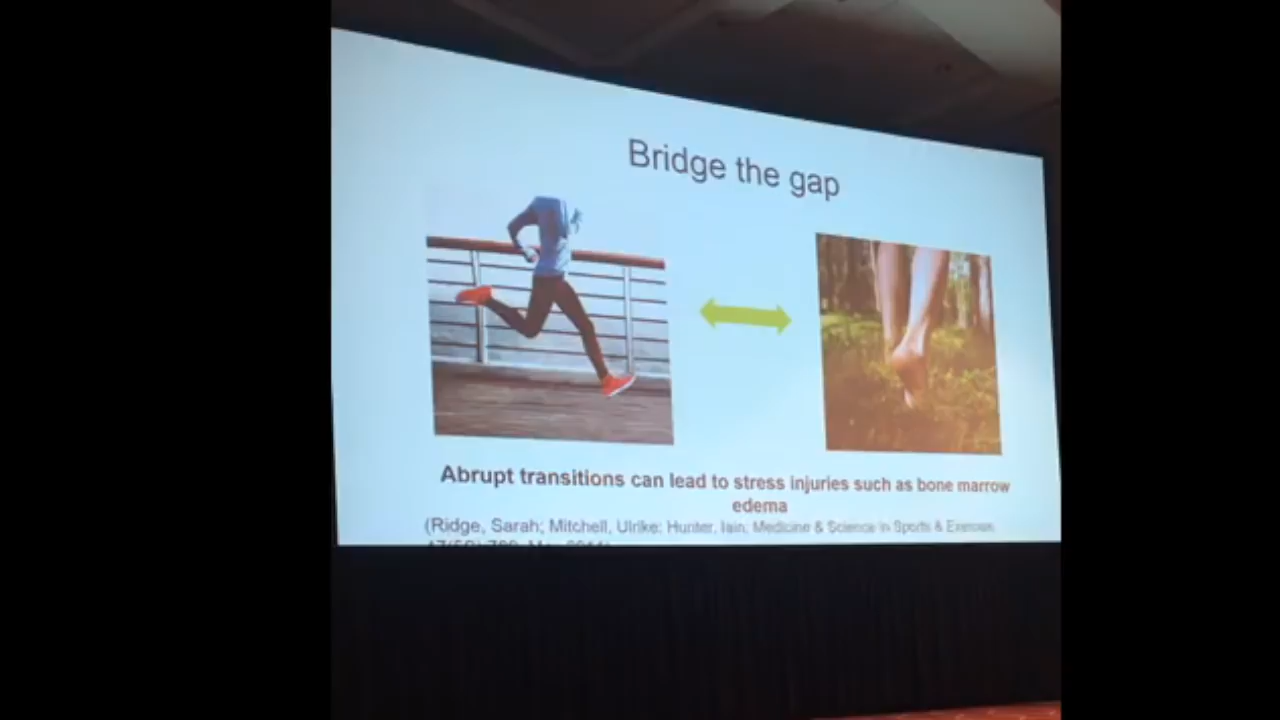 Bridge the gap
Abrupt transitions can lead to stress injuries such as bone marrow
edema
(Ridge, Sarah; Mitchell, Ulrike; Hunter, Iain; Medicine & Science in Sports & Exercise